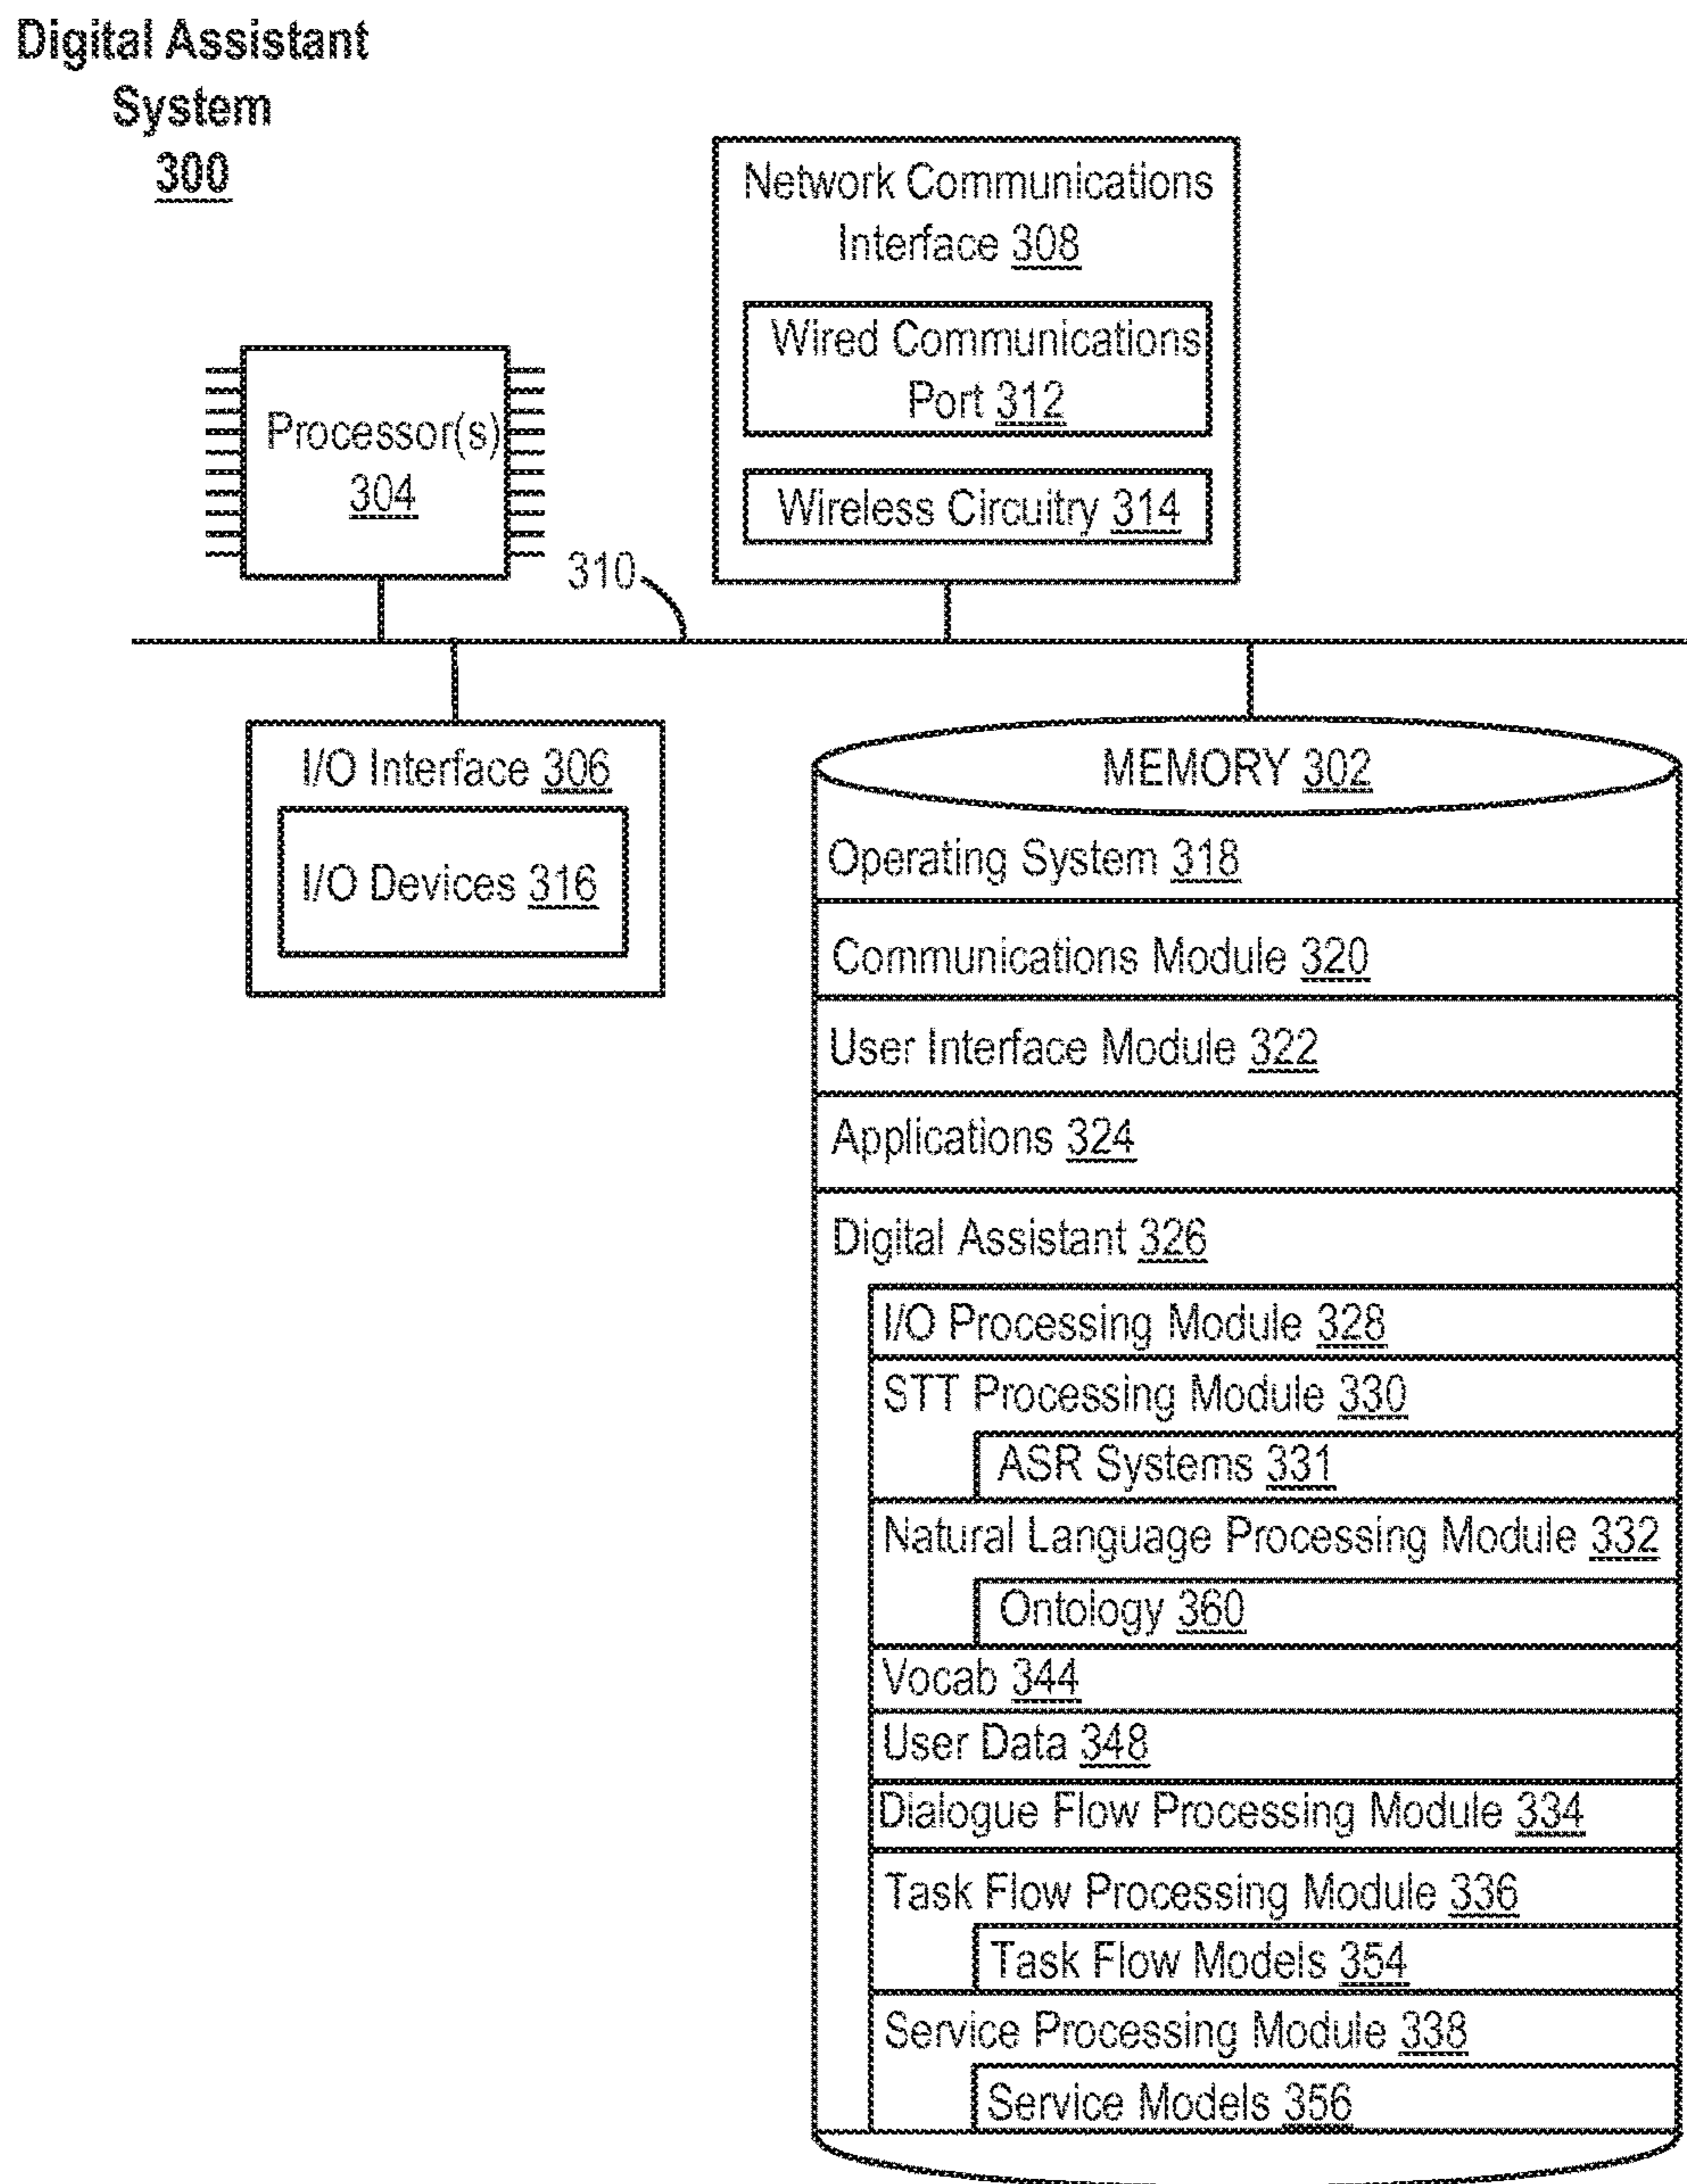 Digital Assistant
System
300
Network Communications
Interface 308
Wired Communications
Port 312
Wireless Circuitry 314
Processor(s)
304
310
I/O Interface 306
I/O Devices 316
MEMORY 302
Operating System 318
Communications Module 320
User Interface Module 322
Applications 324
Digital Assistant 326
I/O Processing Module 328
STT Processing Module 330
ASR Systems 331
Natural Language Processing Module 332
Ontology 360
Vocab 344
User Data 348
Dialogue Flow Processing Module 334
Task Flow Processing Module 336
Task Flow Models 354
Service Processing Module 338
Service Models 356